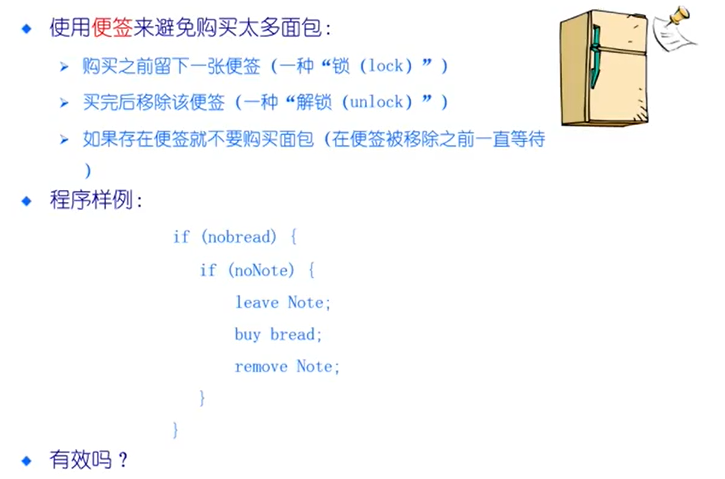 使用便签来避免购买太多面包：
购买之前留下一张便签（一种“锁（lock）”）
买完后移除该便签（一种“解锁（unlock）”）
如果存在便签就不要购买面包（在便签被移除之前一直等待
）
程序样例：
if (nobread) {
if (noNote) {
leave Note;
buy bread;
remove Note;
}
}
有效吗？